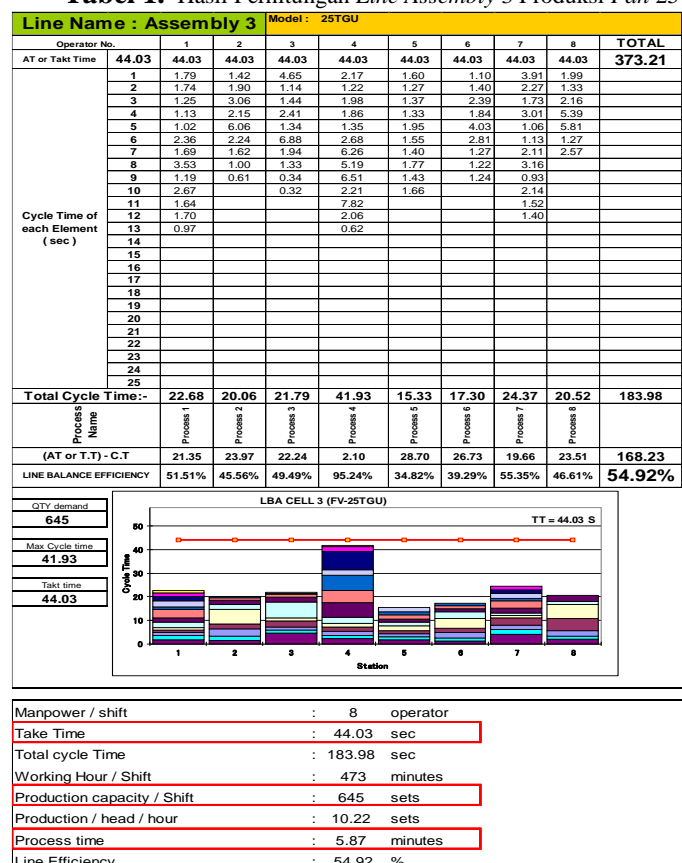 Tabel 1. Hasil Perhitungan Line Assembly 3 Produksi Fan 25
Line Name : Assembly 3 Model : 25TGU
Operator No. 1 2 3 4 5 6 7 8 TOTAL
AT or Takt Time 44.03 44.03 44.03 44.03 44.03 44.03 44.03 44.03 44.03 373.21
1 1.79 1.42 4.65 2.17 1.60 1.10 3.91 1.99
2 1.74 1.90 1.14 1.22 1.27 1.40 2.27 1.33
3 1.25 3.06 1.44 1.98 1.37 2.39 1.73 2.16
4 1.13 2.15 2.41 1.86 1.33 1.84 3.01 5.39
5 1.02 6.06 1.34 1.35 1.95 4.03 1.06 5.81
6 2.36 2.24 6.88 2.68 1.55 2.81 1.13 1.27
7 1.69 1.62 1.94 6.26 1.40 1.27 2.11 2.57
8 3.53 1.00 1.33 5.19 1.77 1.22 3.16
9 1.19 0.61 0.34 6.51 1.43 1.24 0.93
10 2.67 0.32 2.21 1.66 2.14
11 1.64 7.82 1.52
Cycle Time of 12 1.70 2.06 1.40
each Element 13 0.97 0.62
( sec ) 14
15
16
17
18
19
20
21
22
23
24
25
Total Cycle Time:- 22.68 20.06 21.79 41.93 15.33 17.30 24.37 20.52 183.98
Process Name Process 1 Process 2 Process 3 Process 4 Process 5 Process 6 Process 7 Process 8
(AT or T.T) - C.T 21.35 23.97 22.24 2.10 28.70 26.73 19.66 23.51 168.23
LINE BALANCE EFFICIENCY 51.51% 45.56% 49.49% 95.24% 34.82% 39.29% 55.35% 46.61% 54.92%
QTY demand
645
Max Cycle time
41.93
Takt time
44.03
LBA CELL 3 (FV-25TGU)
TT = 44.03 S
Cycle Time
50
40
30
20
10
0
1 2 3 4 5 6 7 8
Station
Manpower / shift : 8 operator
Take Time : 44.03 sec
Total cycle Time : 183.98 sec
Working Hour / Shift : 473 minutes
Production capacity / Shift : 645 sets
Production / head / hour : 10.22 sets
Process time : 5.87 minutes
Line Efficiency : 54.92 %